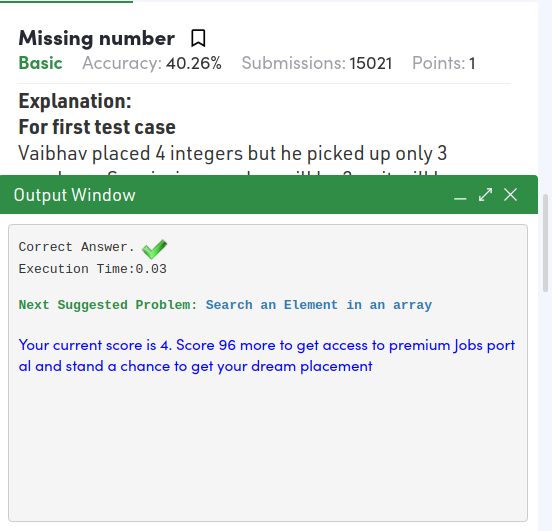 Missing number
Basic Accuracy: 40.26% Submissions: 15021 Points: 1
Explanation:
For first test case
Vaibhav placed 4 integers but he picked up only 3
Output Window
Correct Answer.
Execution Time:0.03
Next Suggested Problem: Search an Element in an array
Your current score is 4. Score 96 more to get access to premium Jobs port
al and stand a chance to get your dream placement